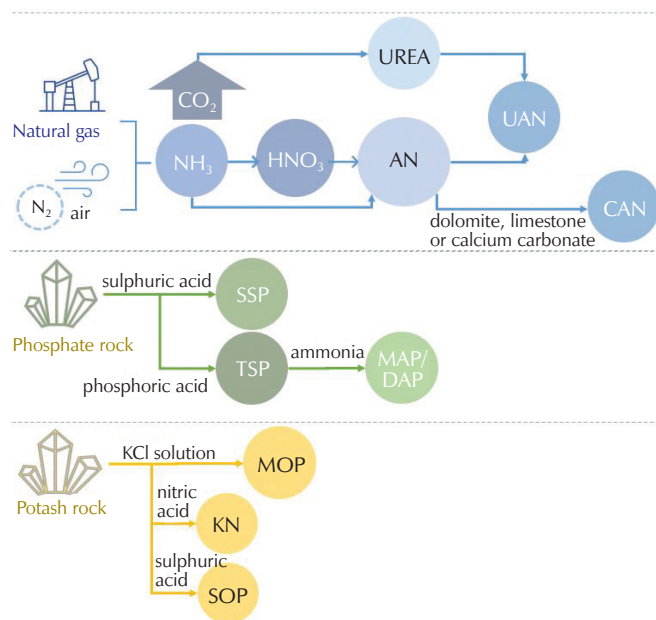 UREA
CO₂
Natural gas
UAN
NH₃
HNO₃
AN
N₂
air
CAN
dolomite, limestone
or calcium carbonate
sulphuric acid
SSP
Phosphate rock
ammonia
TSP
MAP/
DAP
phosphoric acid
KCl solution
MOP
Potash rock
nitric
acid
KN
sulphuric
acid
SOP